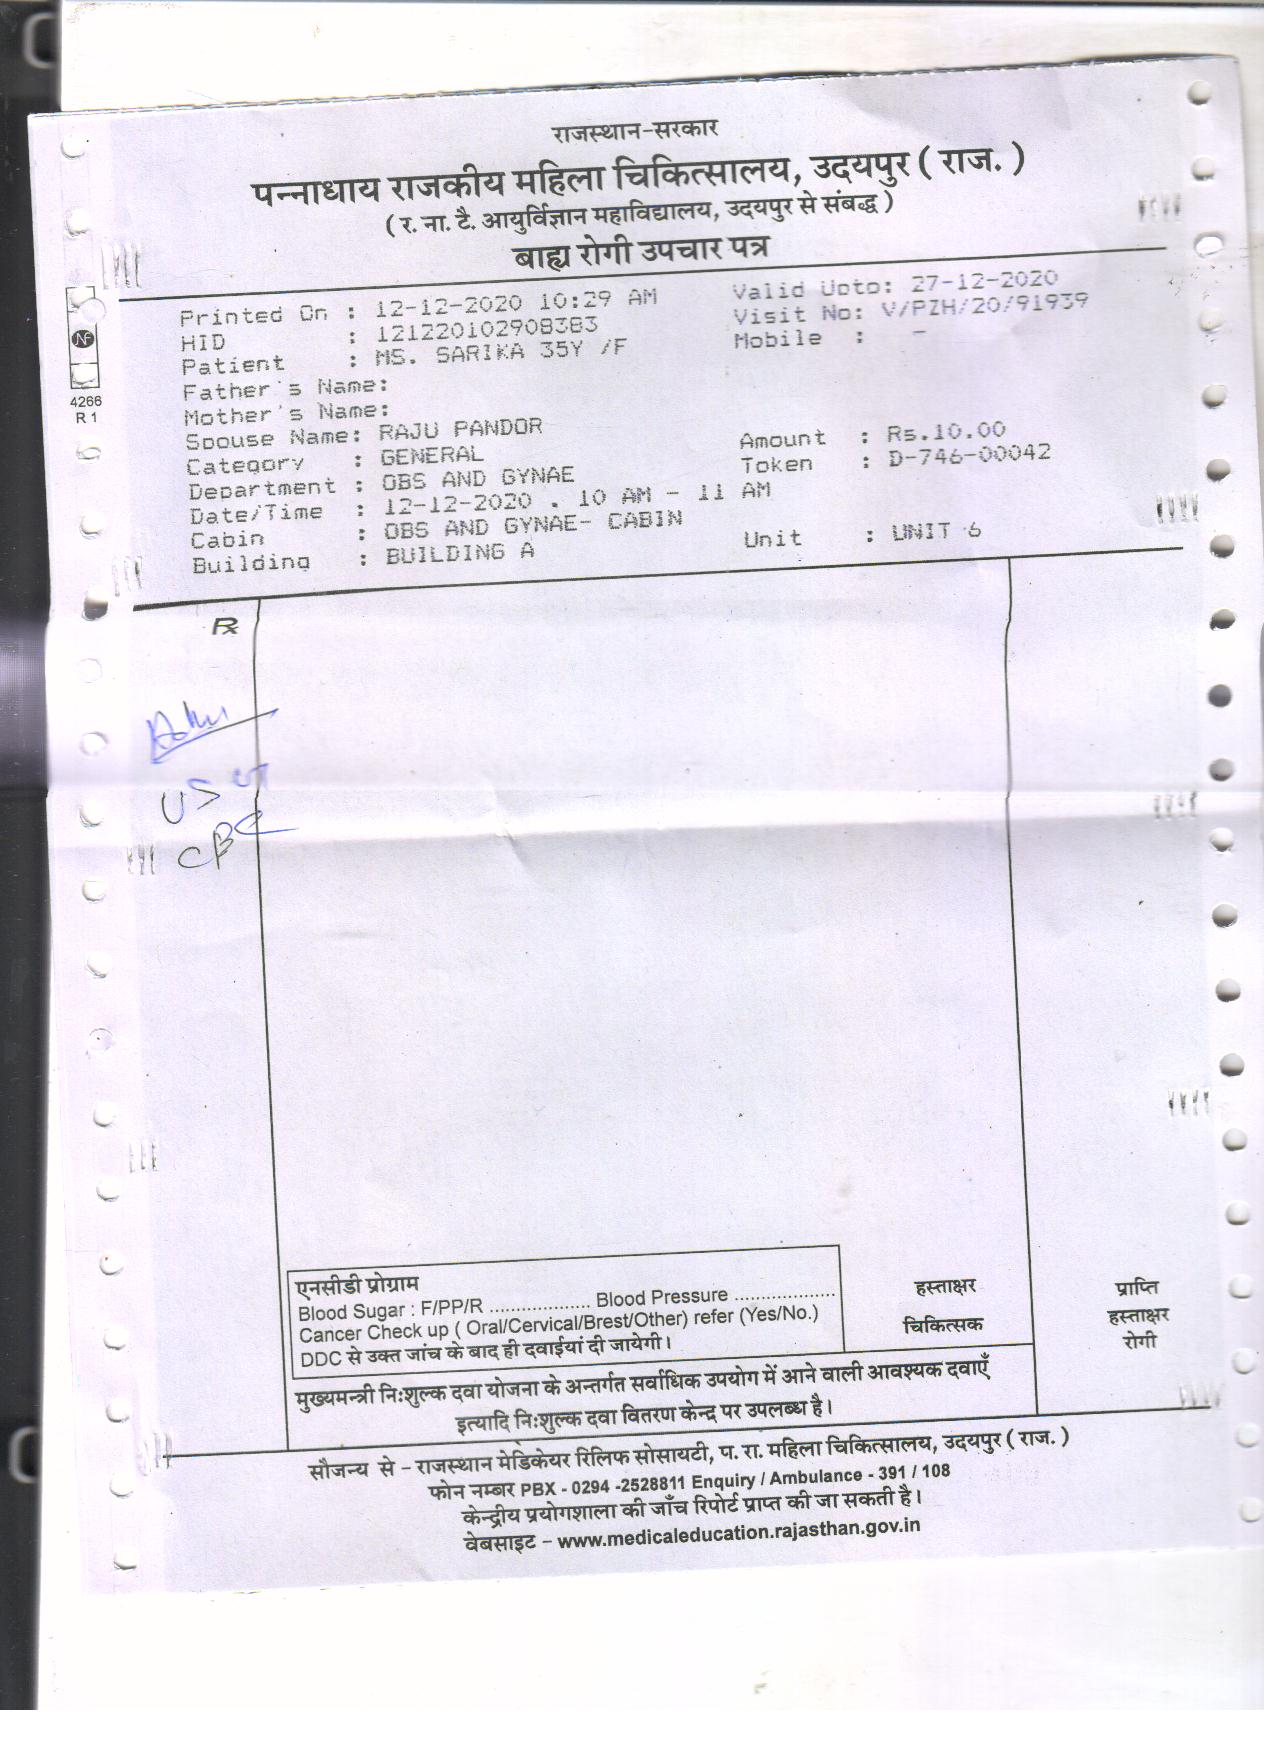 राजस्थान-सरकार
पन्नाधाय राजकीय महिला चिकित्सालय, उदयपुर ( राज. )
( र. ना. टै. आयुर्विज्ञान महाविद्यालय, उदयपुर से संबद्ध )
बाह्य रोगी उपचार पत्र
Printed On : 12-12-2020 10:29 AM Valid Upto: 27-12-2020
HID : 121220102908383 Visit No: V/PZH/20/91939
Patient : MS. SARIKA 35Y /F Mobile : -
Father's Name:
Mother's Name:
Spouse Name: RAJU PANDOR
Category : GENERAL Amount : Rs.10.00
Department : OBS AND GYNAE Token : D-746-00042
Date/Time : 12-12-2020 , 10 AM - 11 AM
Cabin : OBS AND GYNAE- CABIN
Building : BUILDING A Unit : UNIT 6
NF
4266
R 1
Rx
CBC
एनसीडी प्रोग्राम
Blood Sugar : F/PP/R .................. Blood Pressure ..................
Cancer Check up ( Oral/Cervical/Brest/Other) refer (Yes/No.)
DDC से उक्त जांच के बाद ही दवाईयां दी जायेगी।
हस्ताक्षर
चिकित्सक
प्राप्ति
हस्ताक्षर
रोगी
मुख्यमन्त्री निःशुल्क दवा योजना के अन्तर्गत सर्वाधिक उपयोग में आने वाली आवश्यक दवाएँ
इत्यादि निःशुल्क दवा वितरण केन्द्र पर उपलब्ध है।
सौजन्य से - राजस्थान मेडिकेयर रिलिफ सोसायटी, प. रा. महिला चिकित्सालय, उदयपुर ( राज. )
फोन नम्बर PBX - 0294 -2528811 Enquiry / Ambulance - 391 / 108
केन्द्रीय प्रयोगशाला की जाँच रिपोर्ट प्राप्त की जा सकती है।
वेबसाइट - www.medicaleducation.rajasthan.gov.in